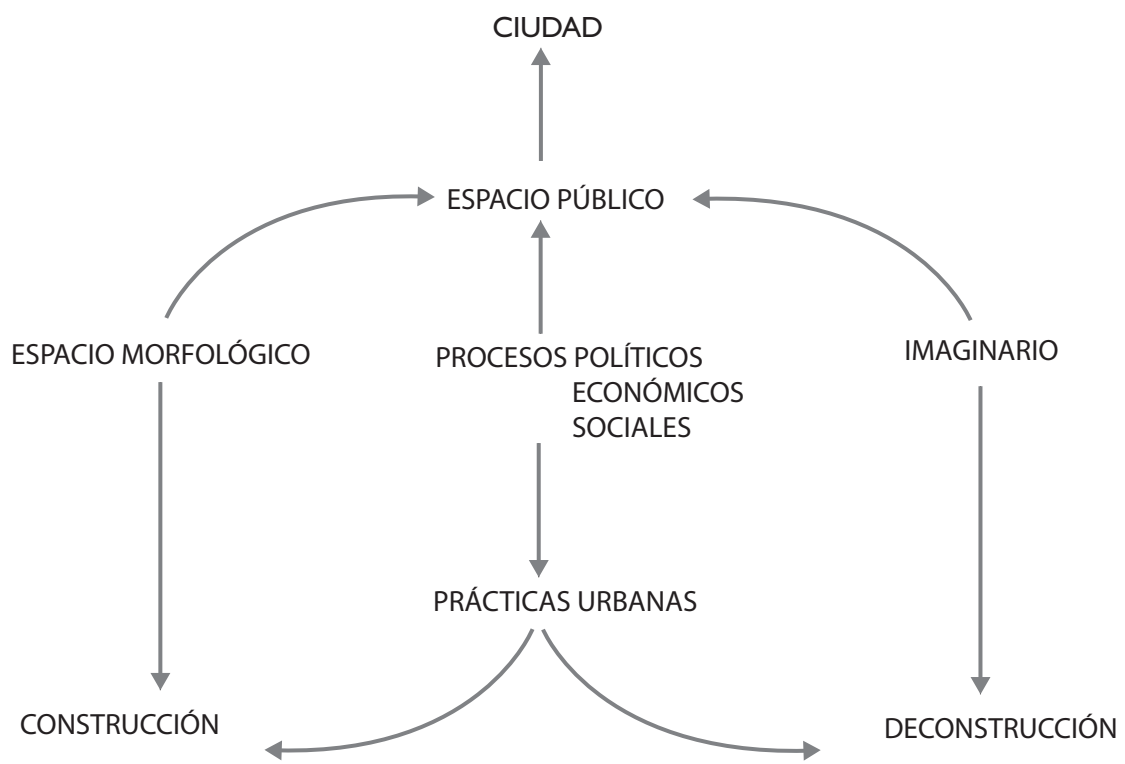 CIUDAD
ESPACIO PÚBLICO
ESPACIO MORFOLÓGICO
PROCESOS POLÍTICOS
ECONÓMICOS
SOCIALES
IMAGINARIO
PRÁCTICAS URBANAS
CONSTRUCCIÓN
DECONSTRUCCIÓN